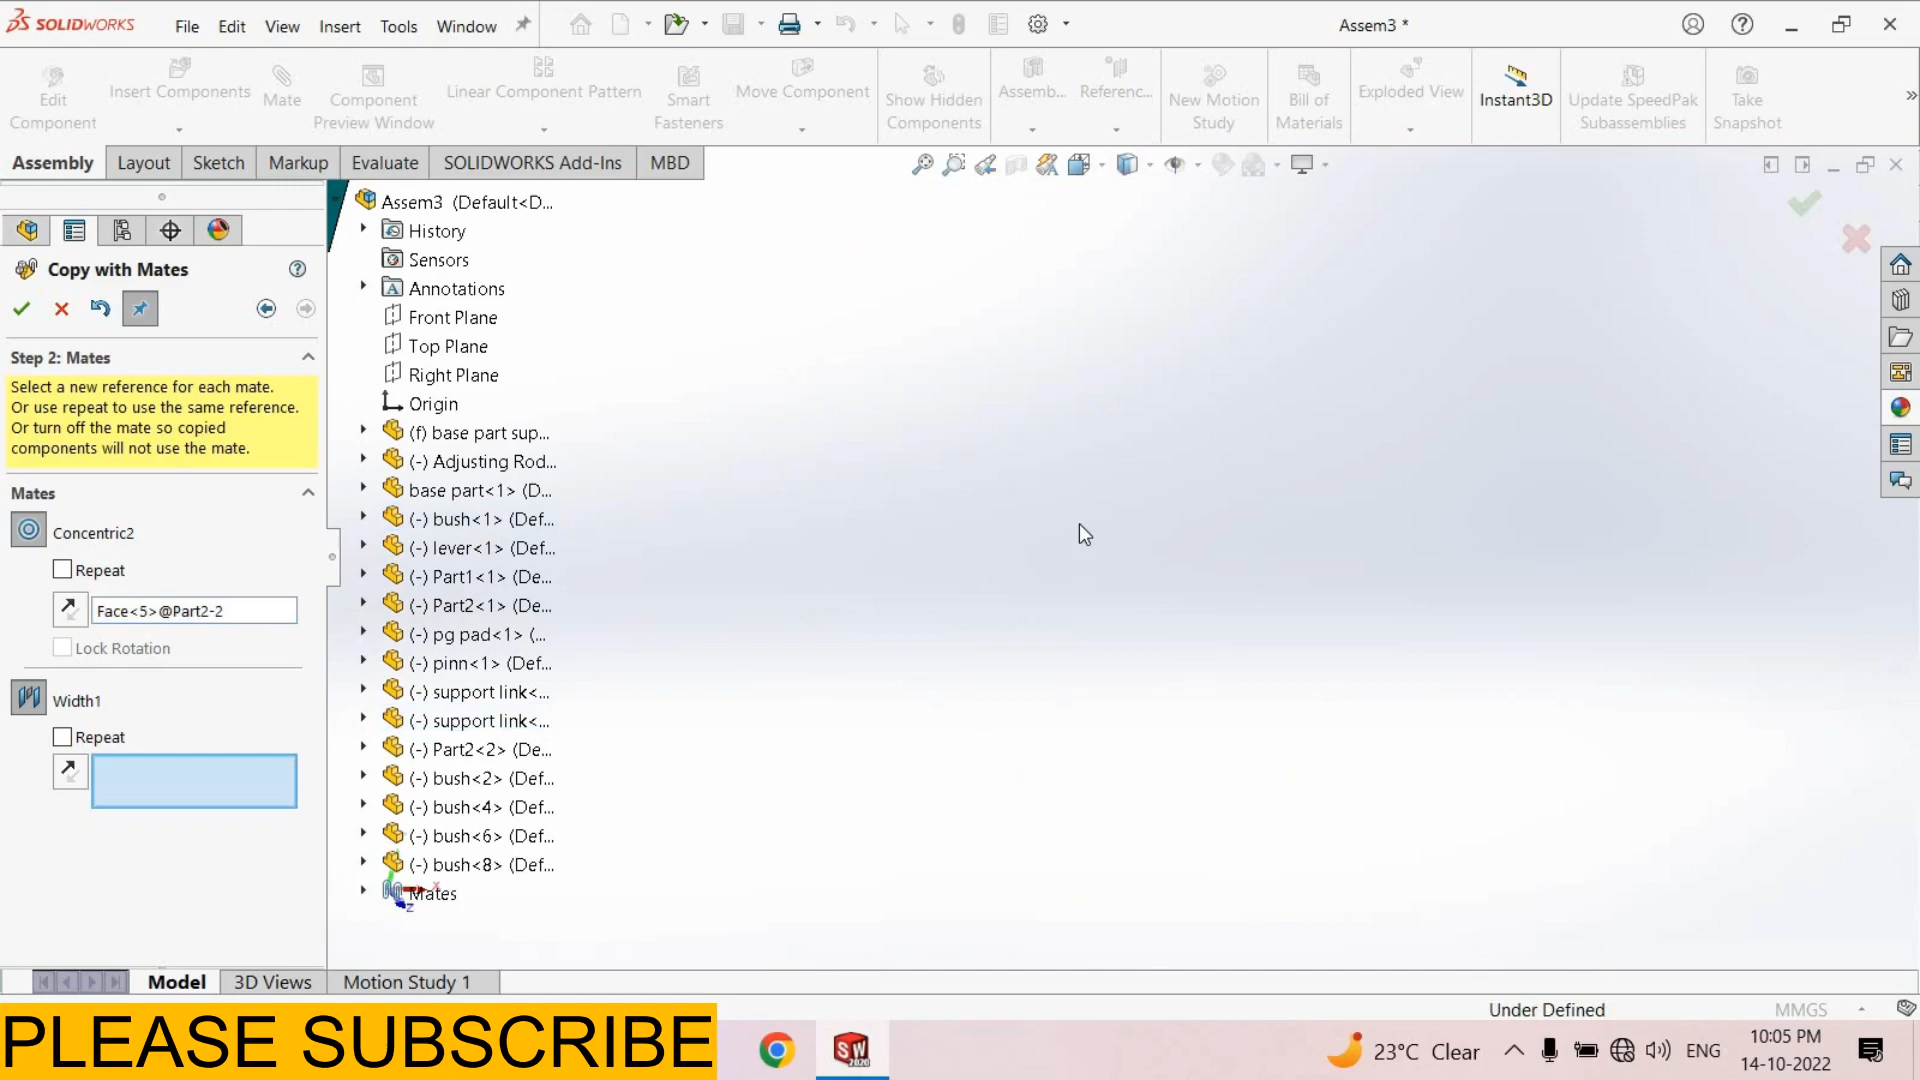 SOLIDWORKS
File Edit View Insert Tools Window
Assem3 *
Edit Component
Insert Components
Mate
Component Preview Window
Linear Component Pattern
Smart Fasteners
Move Component
Show Hidden Components
Assemb...
Referenc...
New Motion Study
Bill of Materials
Exploded View
Instant3D
Update SpeedPak Subassemblies
Take Snapshot
Assembly Layout Sketch Markup Evaluate SOLIDWORKS Add-Ins MBD
Copy with Mates
Step 2: Mates
Select a new reference for each mate.
Or use repeat to use the same reference.
Or turn off the mate so copied
components will not use the mate.
Mates
Concentric2
Repeat
Face<5>@Part2-2
Lock Rotation
Width1
Repeat
Assem3 (Default<D...
History
Sensors
Annotations
Front Plane
Top Plane
Right Plane
Origin
(f) base part sup...
(-) Adjusting Rod...
base part<1> (D...
(-) bush<1> (Def...
(-) lever<1> (Def...
(-) Part1<1> (De...
(-) Part2<1> (De...
(-) pg pad<1> (...
(-) pinn<1> (Def...
(-) support link<...
(-) support link<...
(-) Part2<2> (De...
(-) bush<2> (Def...
(-) bush<4> (Def...
(-) bush<6> (Def...
(-) bush<8> (Def...
Mates
x
z
Model 3D Views Motion Study 1
Under Defined MMGS
PLEASE SUBSCRIBE
SW 2020
23°C Clear
ENG
10:05 PM
14-10-2022